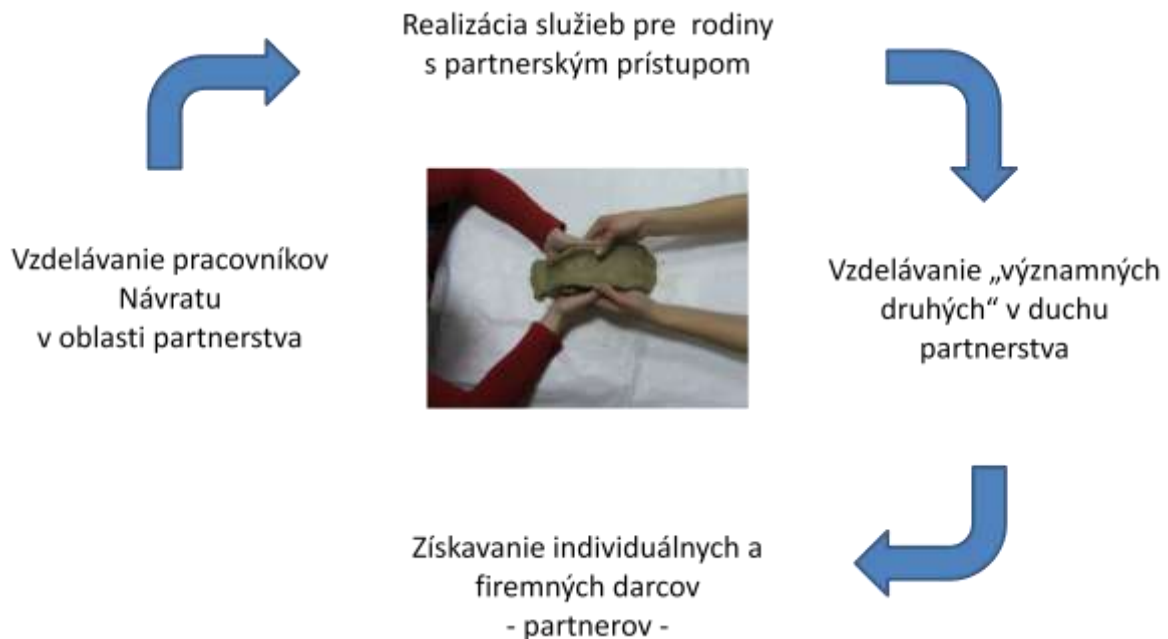 Realizácia služieb pre rodiny
s partnerským prístupom
Vzdelávanie pracovníkov
Návratu
v oblasti partnerstva
Vzdelávanie „významných
druhých“ v duchu
partnerstva
Získavanie individuálnych a
firemných darcov
- partnerov -